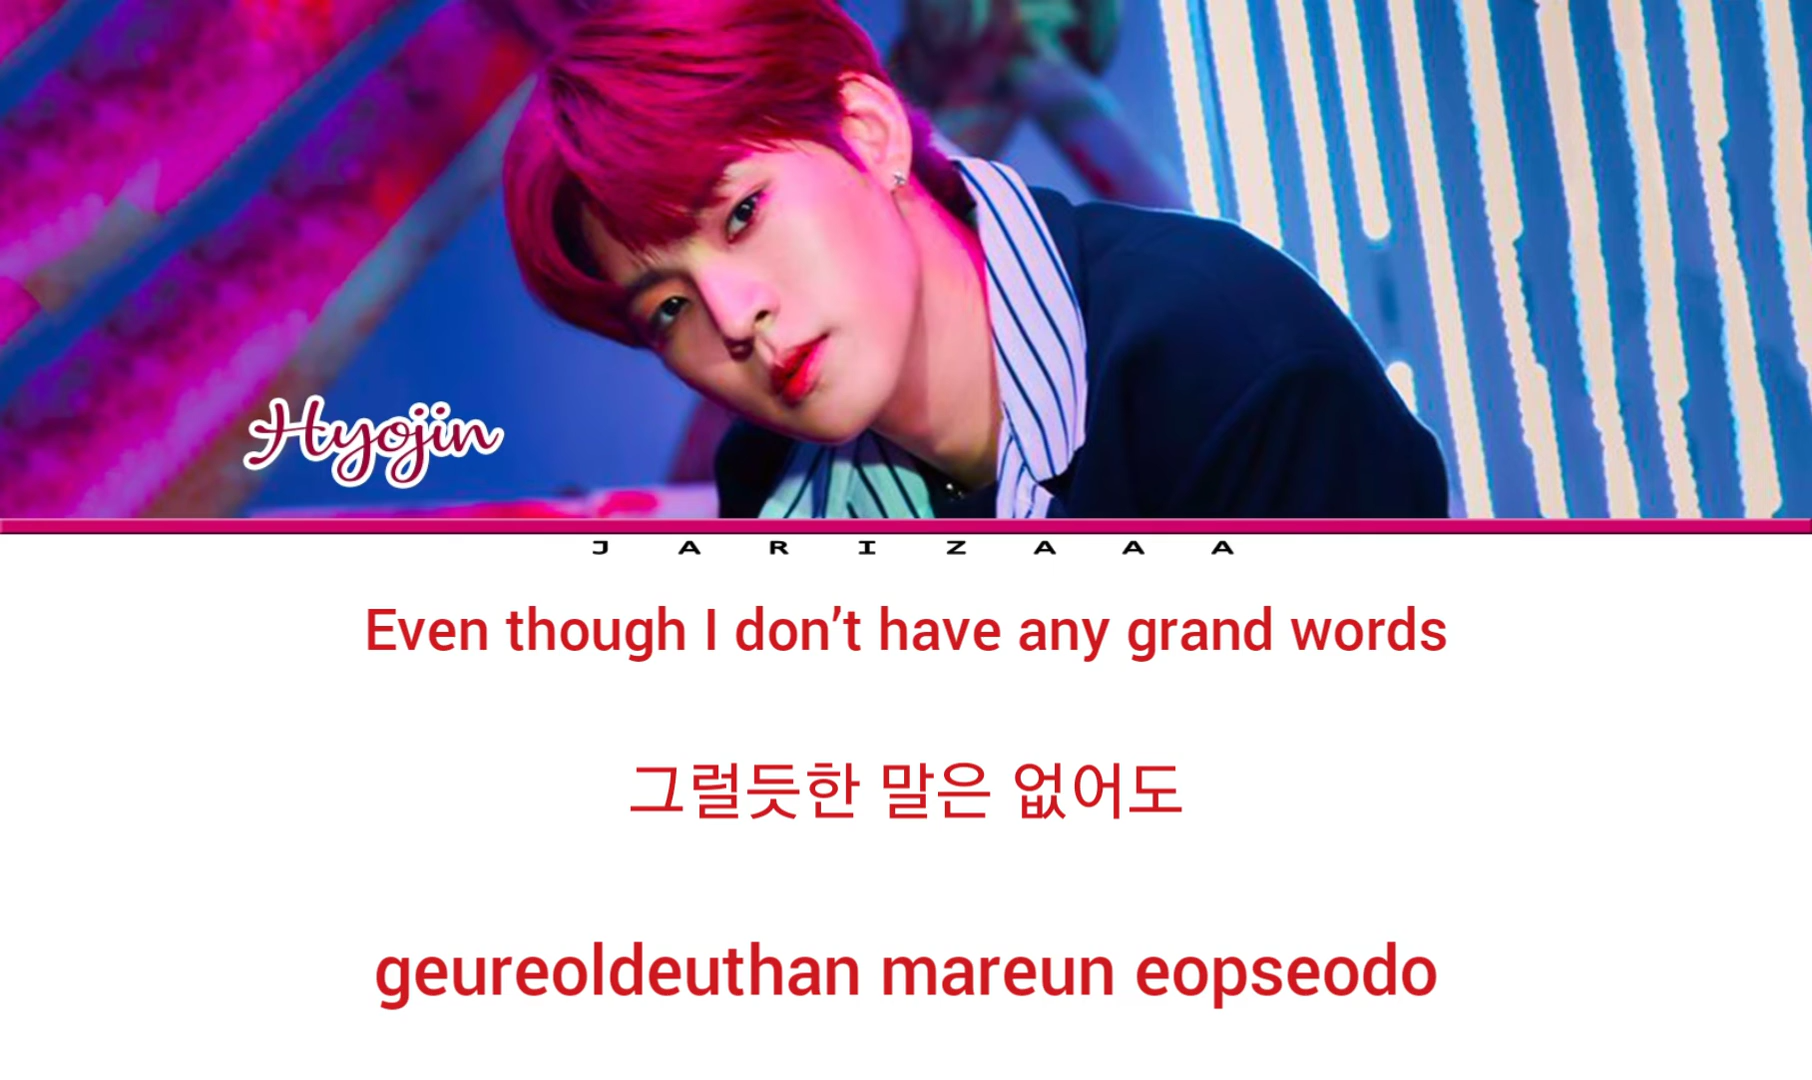 Hyojin
JARIZAAA
Even though I don’t have any grand words
그럴듯한 말은 없어도
geureoldeuthan mareun eopseodo